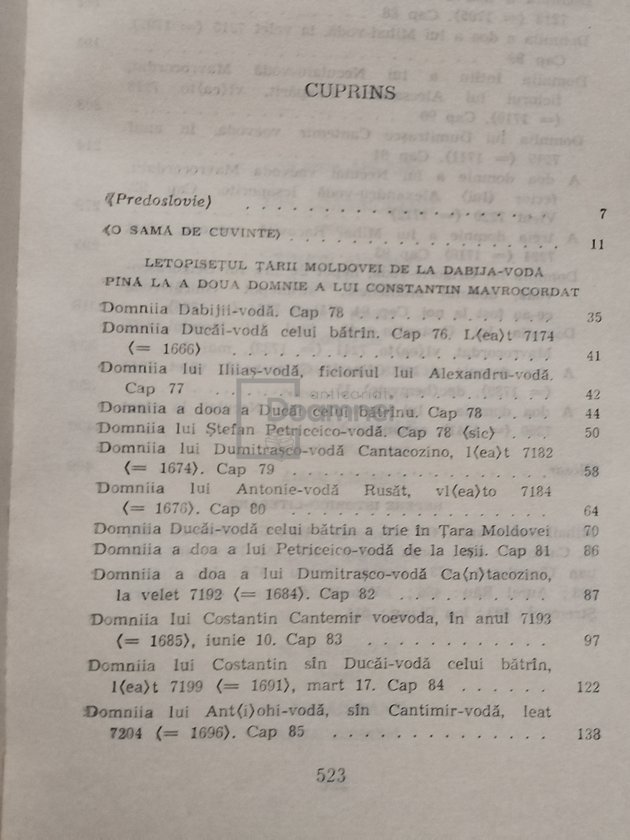 CUPRINS
⟨Predoslovie⟩ . . . . . . . . . . . . . . . . . . 7
⟨O SAMĂ DE CUVINTE⟩ . . . . . . . . . . . . . . . . 11
LETOPISEȚUL ȚĂRII MOLDOVEI DE LA DABIJA-VODĂ
PÎNĂ LA A DOUA DOMNIE A LUI CONSTANTIN MAVROCORDAT
Domniia Dabijii-vodă. Cap 78 . . . . . . . . . . . . 35
Domniia Ducăi-vodă celui bătrîn. Cap 76. L⟨ea⟩t 7174
⟨= 1666⟩ . . . . . . . . . . . . . . . . . . 41
Domniia lui Iliiaș-vodă, ficiorul lui Alexandru-vodă.
Cap 77 . . . . . . . . . . . . . . . . . . 42
Domniia a dooa a Ducăi celui bătrînu. Cap 78 . . . . 44
Domniia lui Ștefan Petriceico-vodă. Cap 78 ⟨sic⟩ . . . 50
Domniia lui Dumitrașco-vodă Cantacozino, l⟨ea⟩t 7182
⟨= 1674⟩. Cap 79 . . . . . . . . . . . . . . 58
Domniia lui Antonie-vodă Rusăt, vl⟨ea⟩to 7184
⟨= 1676⟩. Cap 80 . . . . . . . . . . . . . . 64
Domniia Ducăi-vodă celui bătrîn a trie în Țara Moldovei 70
Domniia a doa a lui Petriceico-vodă de la Ieșii. Cap 81 86
Domniia a doa a lui Dumitrașco-vodă Ca⟨n⟩tacozino,
la velet 7192 ⟨= 1684⟩. Cap 82 . . . . . . . . . 87
Domniia lui Costantin Cantemir voevoda, în anul 7193
⟨= 1685⟩, iunie 10. Cap 83 . . . . . . . . . . . 97
Domniia lui Costantin sîn Ducăi-vodă celui bătrîn,
l⟨ea⟩t 7199 ⟨= 1691⟩, mart 17. Cap 84 . . . . . . 122
Domniia lui Ant⟨i⟩ohi-vodă, sîn Cantimir-vodă, leat
7204 ⟨= 1696⟩. Cap 85 . . . . . . . . . . . . . 138
523
anticariat
Doamnei